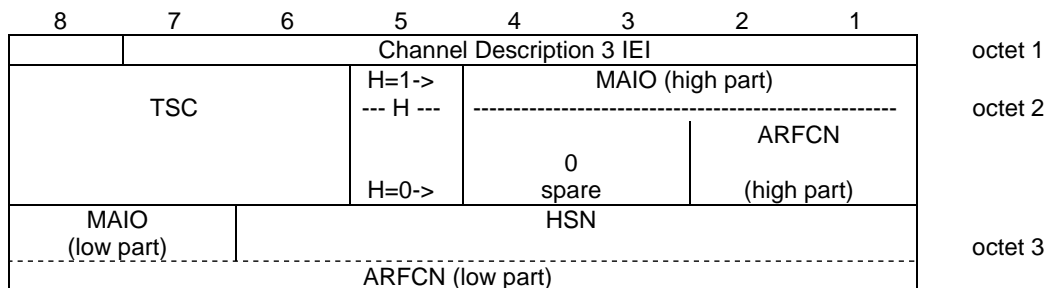 8 7 6 5 4 3 2 1
Channel Description 3 IEI octet 1
H=1-> MAIO (high part)
TSC --- H --- ----------------------------------------------------- octet 2
ARFCN
0
H=0-> spare (high part)
MAIO HSN
(low part) octet 3
ARFCN (low part)